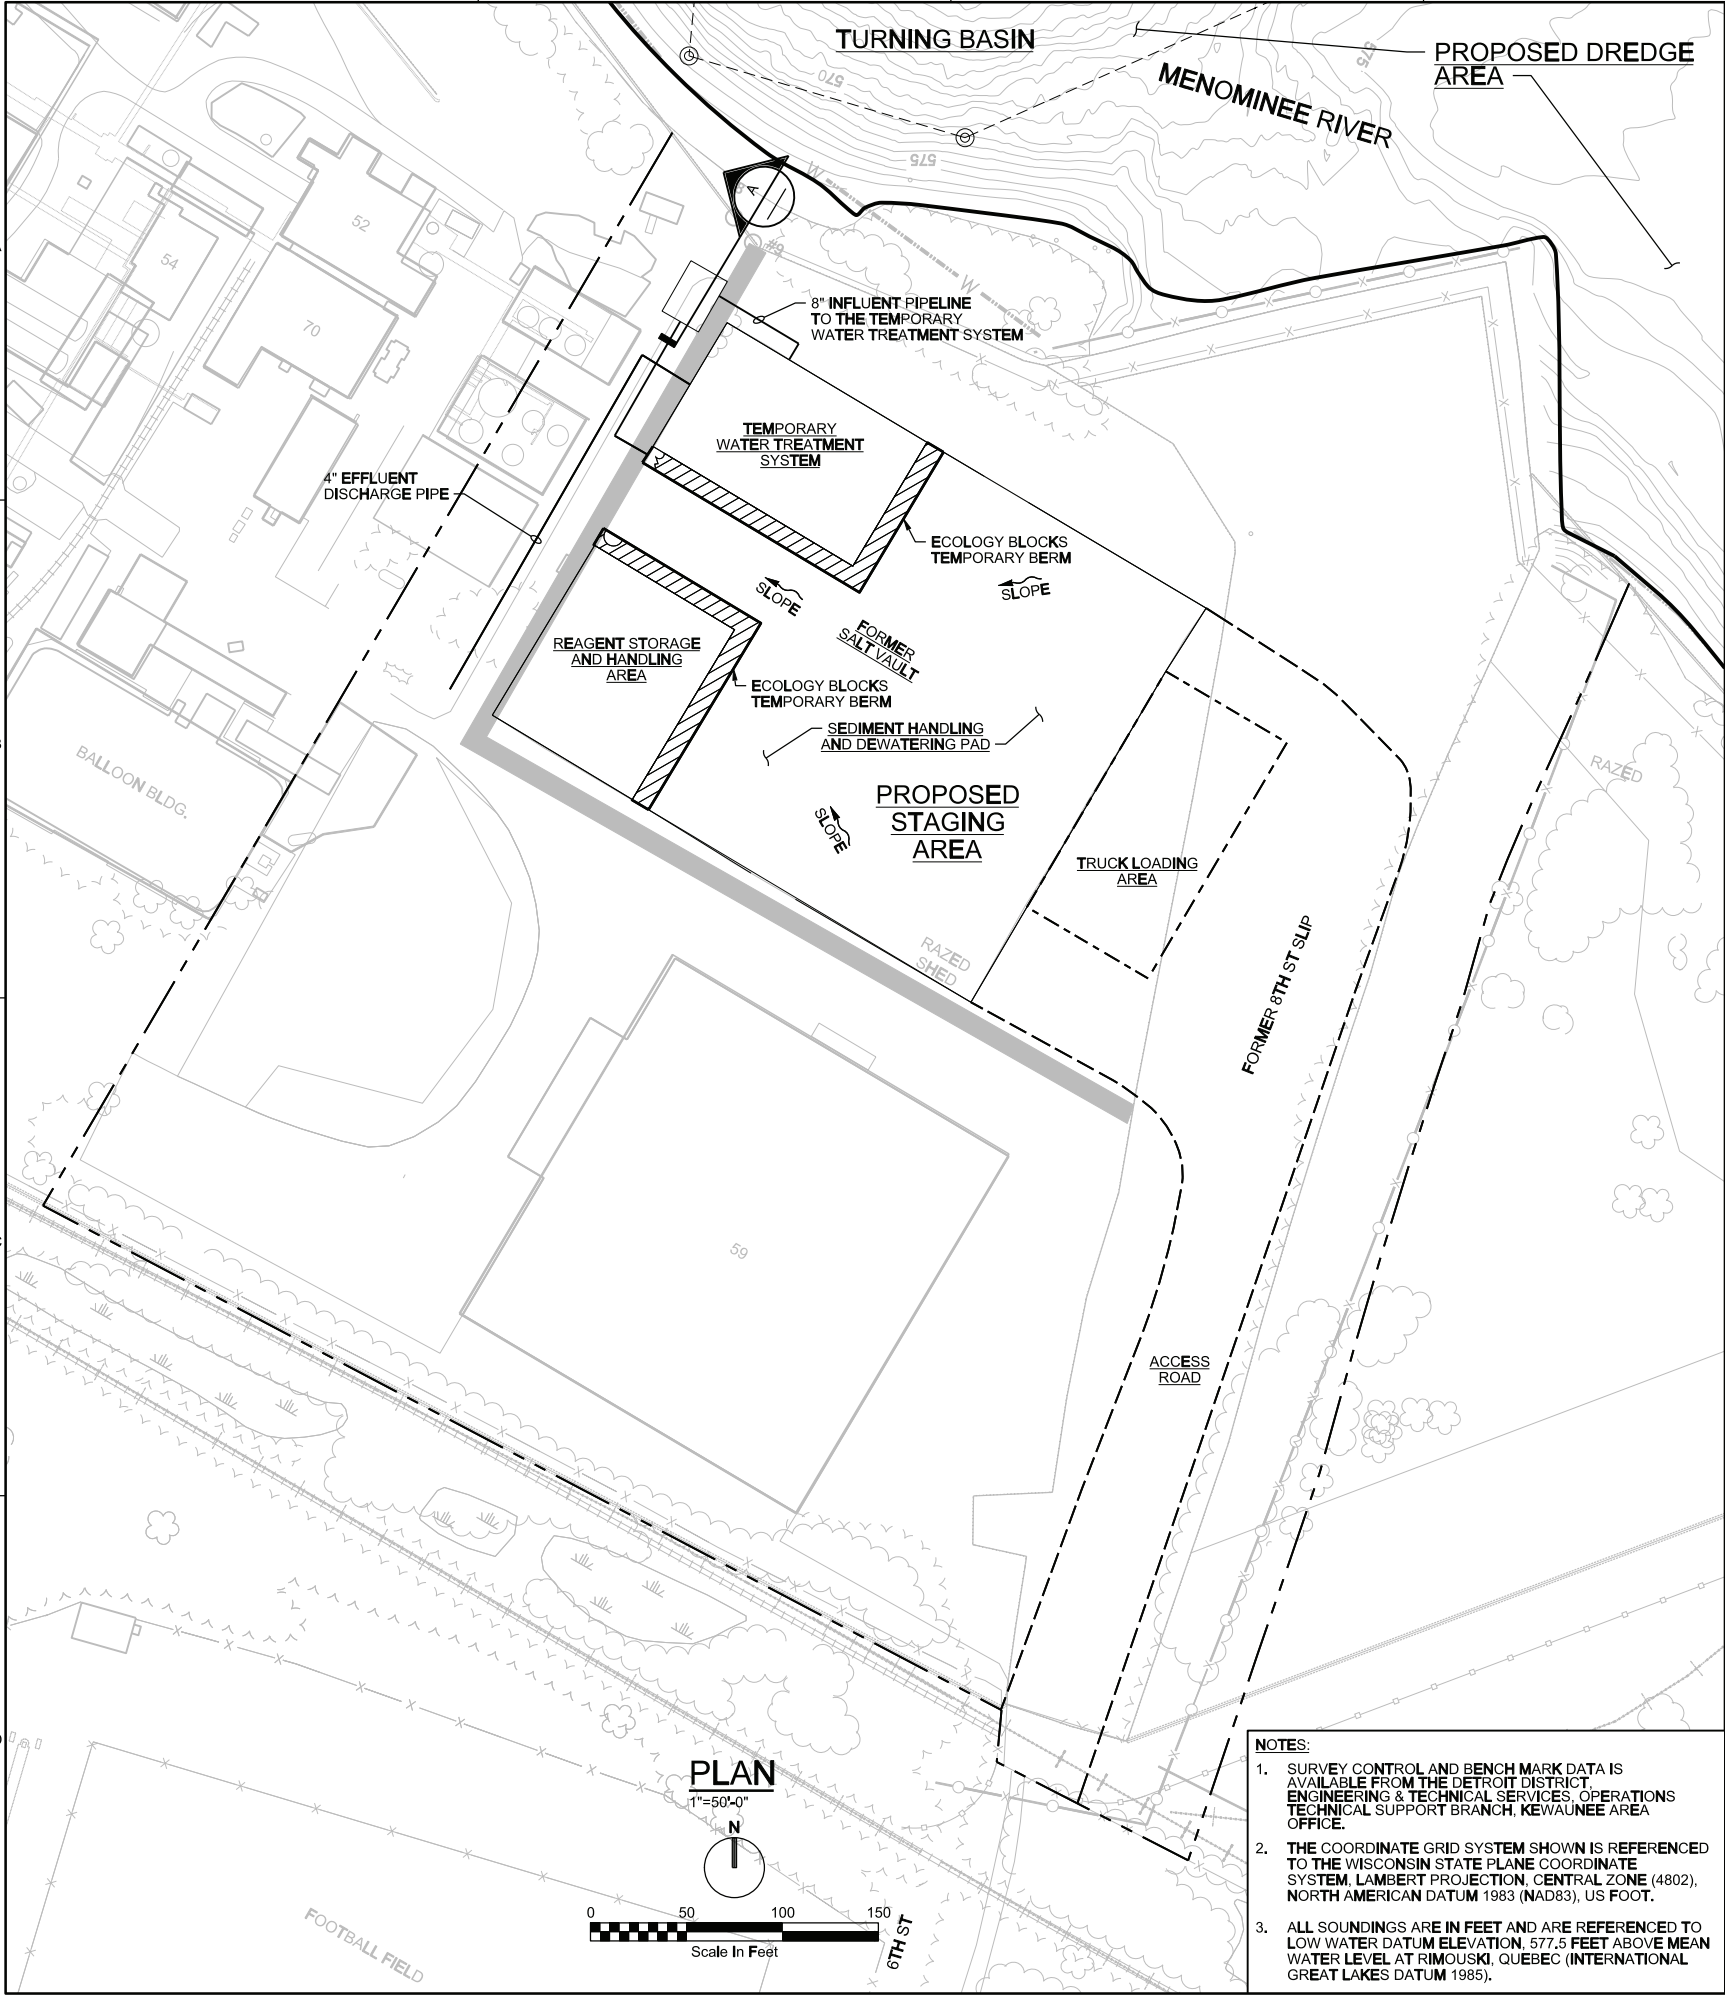 TURNING BASIN
PROPOSED DREDGE
AREA
MENOMINEE RIVER
570
575
575
W
W
A
#9
52
54
70
8" INFLUENT PIPELINE
TO THE TEMPORARY
WATER TREATMENT SYSTEM
TEMPORARY
WATER TREATMENT
SYSTEM
4" EFFLUENT
DISCHARGE PIPE
ECOLOGY BLOCKS
TEMPORARY BERM
SLOPE
SLOPE
FORMER
SALT VAULT
REAGENT STORAGE
AND HANDLING
AREA
ECOLOGY BLOCKS
TEMPORARY BERM
SEDIMENT HANDLING
AND DEWATERING PAD
BALLOON BLDG.
RAZED
PROPOSED
STAGING
AREA
SLOPE
TRUCK LOADING
AREA
RAZED
SHED
FORMER 8TH ST SLIP
59
ACCESS
ROAD
PLAN
1"=50'-0"
N
0 50 100 150
Scale In Feet
6TH ST
FOOTBALL FIELD
NOTES:
1. SURVEY CONTROL AND BENCH MARK DATA IS
AVAILABLE FROM THE DETROIT DISTRICT,
ENGINEERING & TECHNICAL SERVICES, OPERATIONS
TECHNICAL SUPPORT BRANCH, KEWAUNEE AREA
OFFICE.
2. THE COORDINATE GRID SYSTEM SHOWN IS REFERENCED
TO THE WISCONSIN STATE PLANE COORDINATE
SYSTEM, LAMBERT PROJECTION, CENTRAL ZONE (4802),
NORTH AMERICAN DATUM 1983 (NAD83), US FOOT.
3. ALL SOUNDINGS ARE IN FEET AND ARE REFERENCED TO
LOW WATER DATUM ELEVATION, 577.5 FEET ABOVE MEAN
WATER LEVEL AT RIMOUSKI, QUEBEC (INTERNATIONAL
GREAT LAKES DATUM 1985).